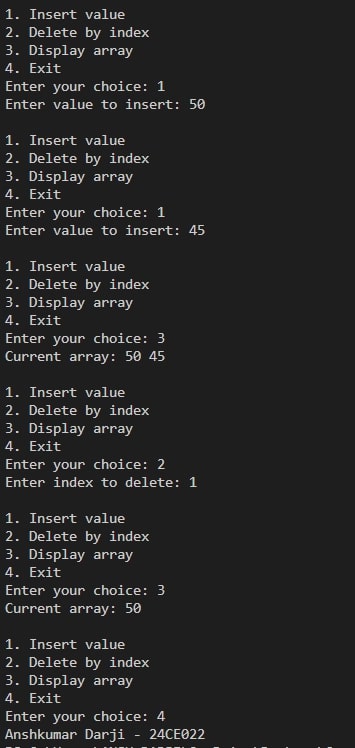 1. Insert value
2. Delete by index
3. Display array
4. Exit
Enter your choice: 1
Enter value to insert: 50
1. Insert value
2. Delete by index
3. Display array
4. Exit
Enter your choice: 1
Enter value to insert: 45
1. Insert value
2. Delete by index
3. Display array
4. Exit
Enter your choice: 3
Current array: 50 45
1. Insert value
2. Delete by index
3. Display array
4. Exit
Enter your choice: 2
Enter index to delete: 1
1. Insert value
2. Delete by index
3. Display array
4. Exit
Enter your choice: 3
Current array: 50
1. Insert value
2. Delete by index
3. Display array
4. Exit
Enter your choice: 4
Anshkumar Darji - 24CE022